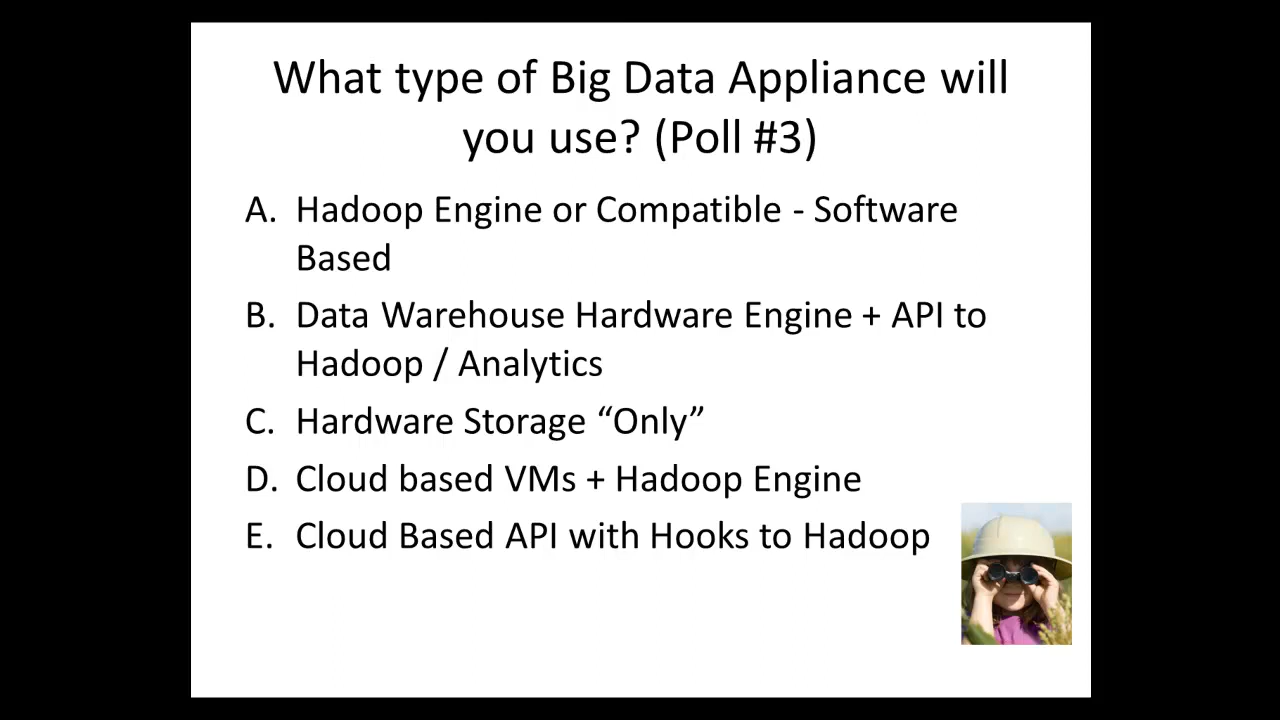 What type of Big Data Appliance will
you use? (Poll #3)
A. Hadoop Engine or Compatible - Software
Based
B. Data Warehouse Hardware Engine + API to
Hadoop / Analytics
C. Hardware Storage “Only”
D. Cloud based VMs + Hadoop Engine
E. Cloud Based API with Hooks to Hadoop